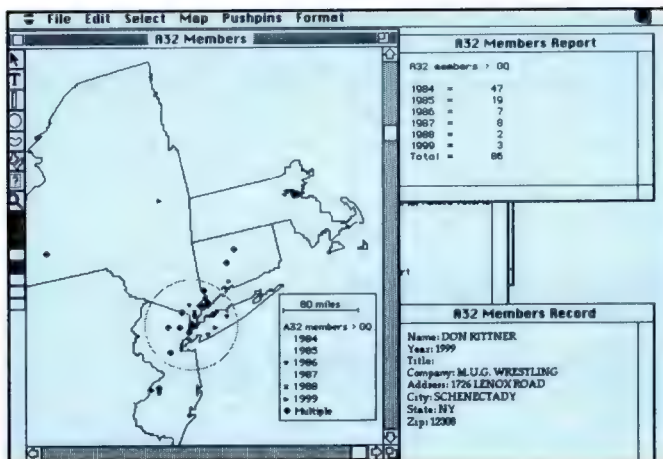 File Edit Select Map Pushpins Format
A32 Members
80 miles
A32 members > 0Q
1984
1985
1986
1987
1988
1999
Multiple
A32 Members Report
A32 members > 0Q
1984 = 47
1985 = 19
1986 = 7
1987 = 8
1988 = 2
1999 = 3
Total = 86
A32 Members Record
Name: DON RITTNER
Year: 1999
Title:
Company: M.U.G. WRESTLING
Address: 1726 LENOX ROAD
City: SCHENECTADY
State: NY
Zip: 12308